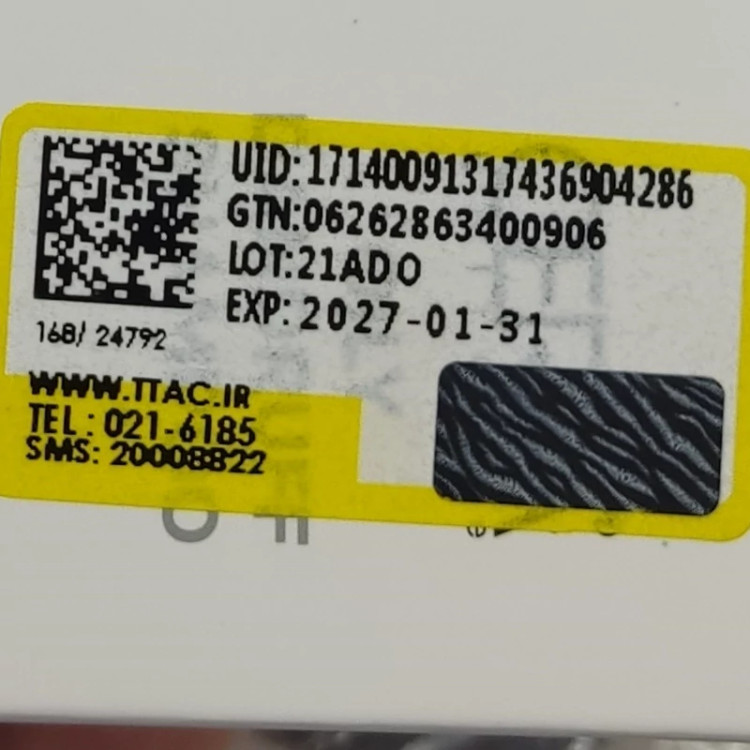 UID:17140091317436904286
GTN:06262863400906
LOT:21ADO
EXP:2027-01-31
168/ 24792
WWW.TTAC.IR
TEL : 021-6185
SMS: 20008822